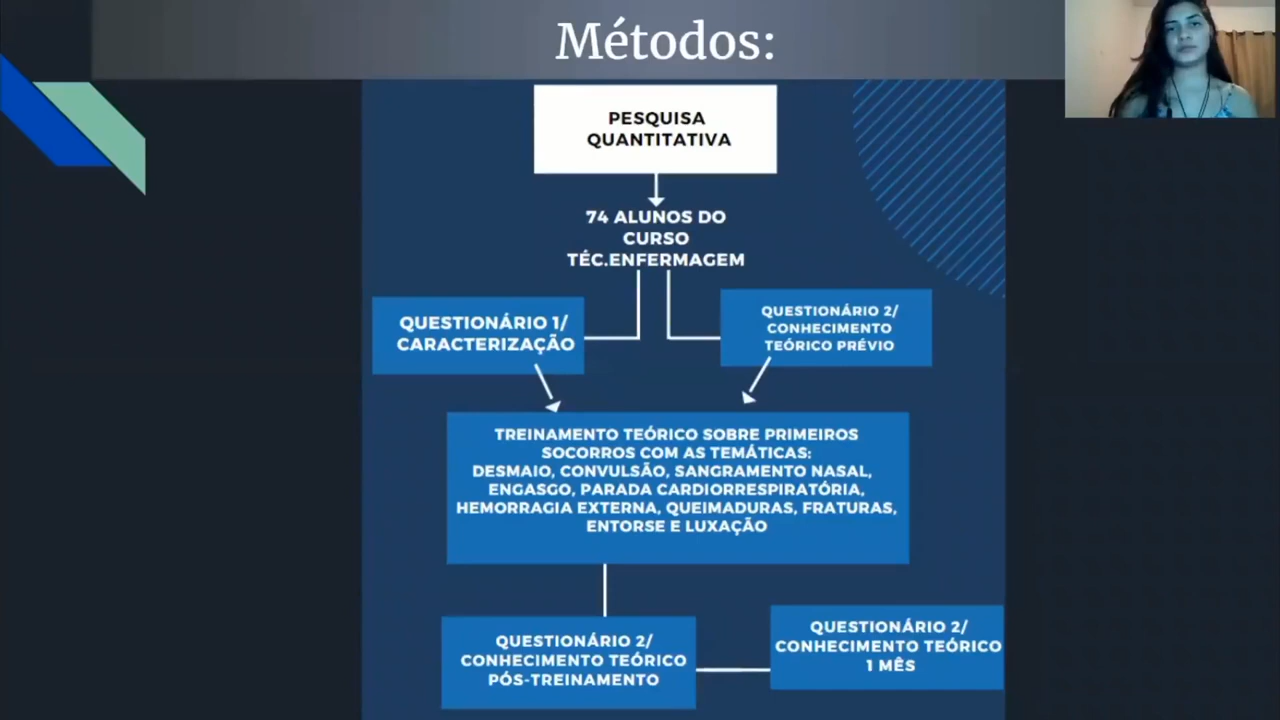 Métodos:
PESQUISA
QUANTITATIVA
74 ALUNOS DO
CURSO
TÉC.ENFERMAGEM
QUESTIONÁRIO 1/
CARACTERIZAÇÃO
QUESTIONÁRIO 2/
CONHECIMENTO
TEÓRICO PRÉVIO
TREINAMENTO TEÓRICO SOBRE PRIMEIROS
SOCORROS COM AS TEMÁTICAS:
DESMAIO, CONVULSÃO, SANGRAMENTO NASAL,
ENGASGO, PARADA CARDIORRESPIRATÓRIA,
HEMORRAGIA EXTERNA, QUEIMADURAS, FRATURAS,
ENTORSE E LUXAÇÃO
QUESTIONÁRIO 2/
CONHECIMENTO TEÓRICO
PÓS-TREINAMENTO
QUESTIONÁRIO 2/
CONHECIMENTO TEÓRICO
1 MÊS